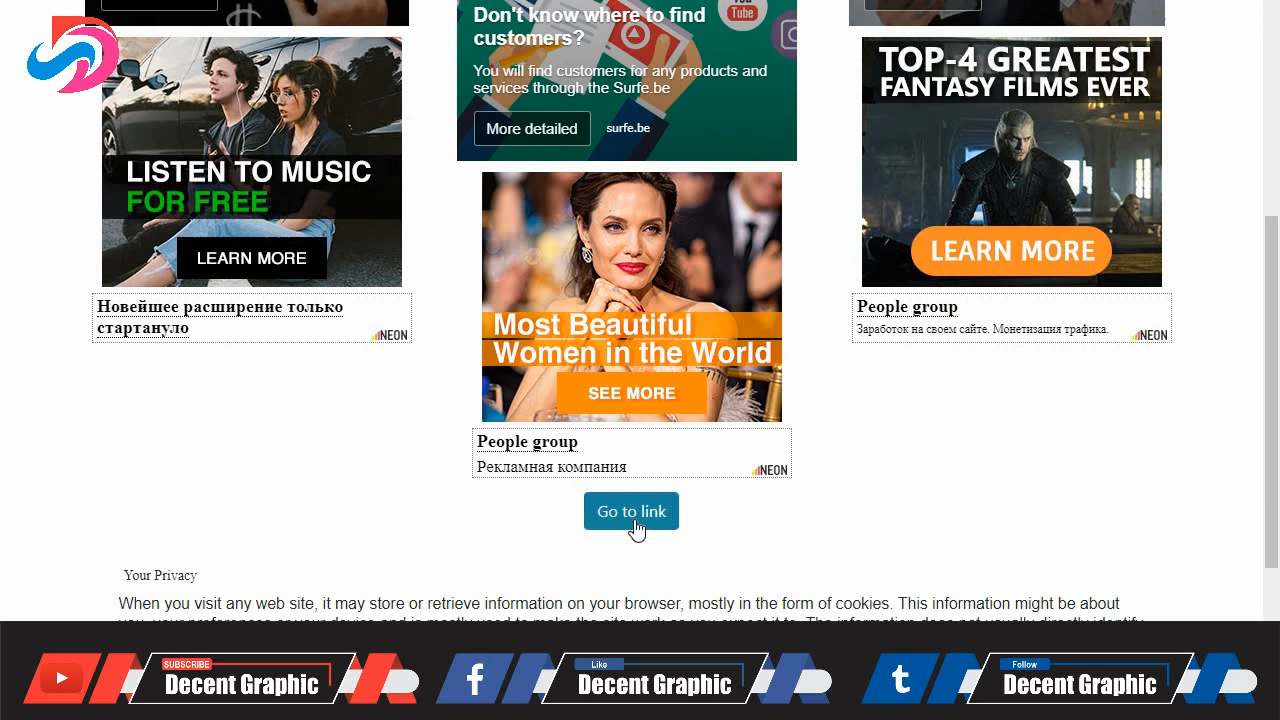 LISTEN TO MUSIC
FOR FREE
LEARN MORE
Новейшее расширение только
стартануло
NEON
Don't know where to find
customers?
You will find customers for any products and
services through the Surfe.be
More detailed
surfe.be
You
Tube
Most Beautiful
Women in the World
SEE MORE
People group
Рекламная компания
NEON
Go to link
TOP-4 GREATEST
FANTASY FILMS EVER
LEARN MORE
People group
Заработок на своем сайте. Монетизация трафика.
NEON
Your Privacy
When you visit any web site, it may store or retrieve information on your browser, mostly in the form of cookies. This information might be about
SUBSCRIBE
Decent Graphic
f
Like
Decent Graphic
t
Follow
Decent Graphic